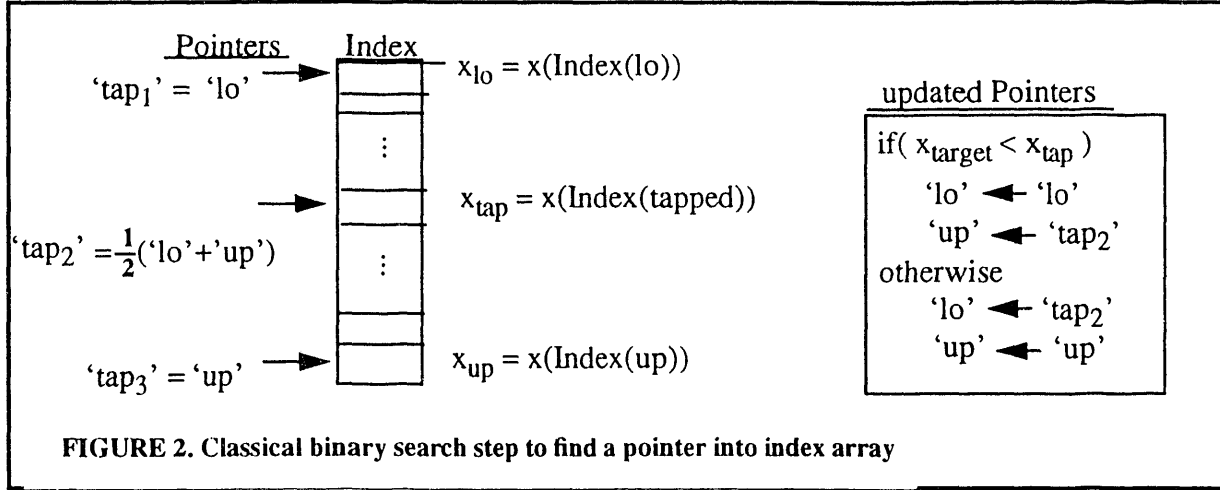 Pointers
Index
'tap1' = 'lo'
xlo = x(Index(lo))
⋮
xtap = x(Index(tapped))
'tap2' = 1/2('lo'+'up')
⋮
'tap3' = 'up'
xup = x(Index(up))
updated Pointers
if( xtarget < xtap )
'lo' ← 'lo'
'up' ← 'tap2'
otherwise
'lo' ← 'tap2'
'up' ← 'up'
FIGURE 2. Classical binary search step to find a pointer into index array